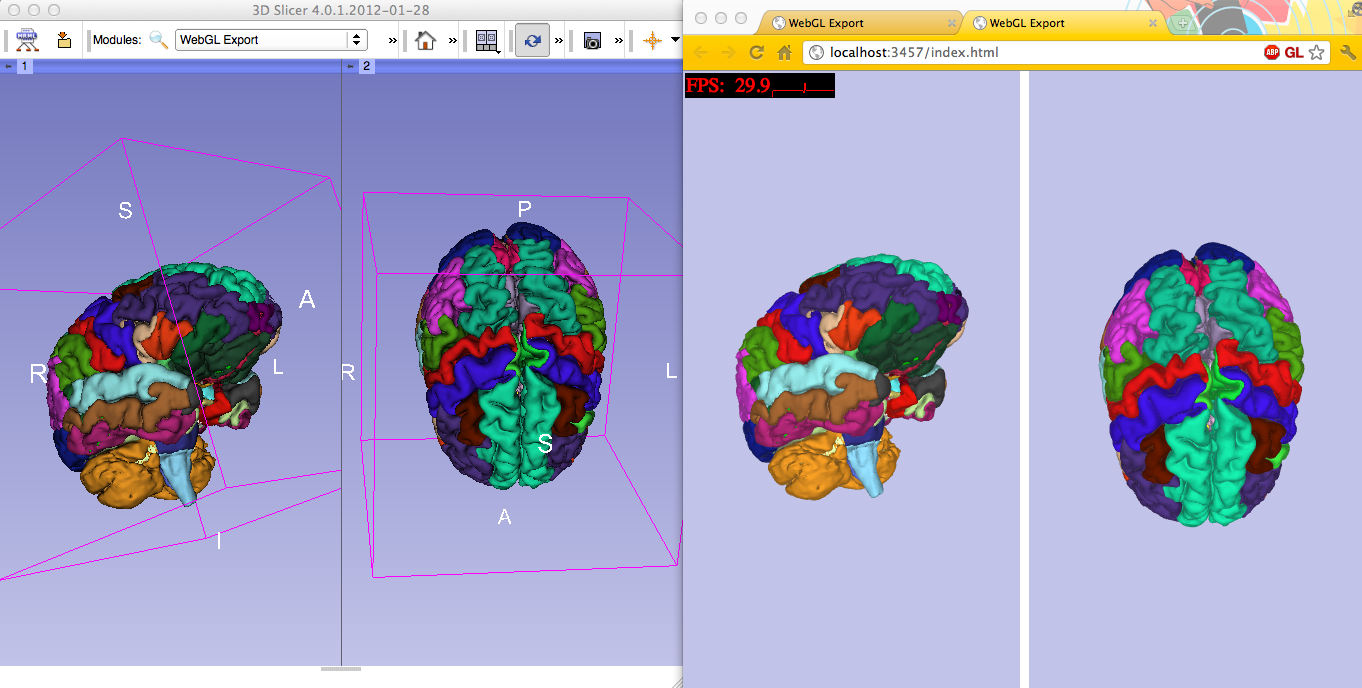 3D Slicer 4.0.1.2012-01-28
MRML
Modules: WebGL Export
»
»
»
»
1
2
S
A
R
L
I
P
R
L
S
A
WebGL Export
WebGL Export
localhost:3457/index.html
ABP GL
FPS: 29.9